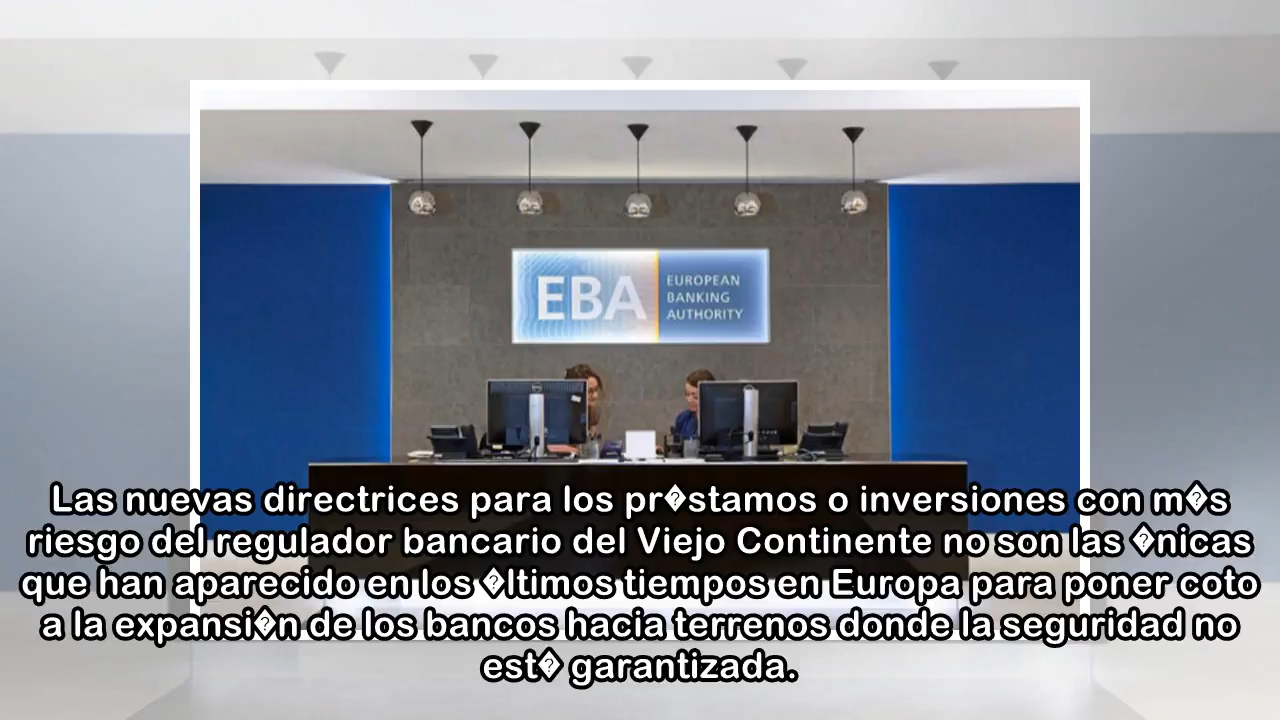 EBA
EUROPEAN
BANKING
AUTHORITY
Las nuevas directrices para los pr�stamos o inversiones con m�s
riesgo del regulador bancario del Viejo Continente no son las �nicas
que han aparecido en los �ltimos tiempos en Europa para poner coto
a la expansi�n de los bancos hacia terrenos donde la seguridad no
est� garantizada.